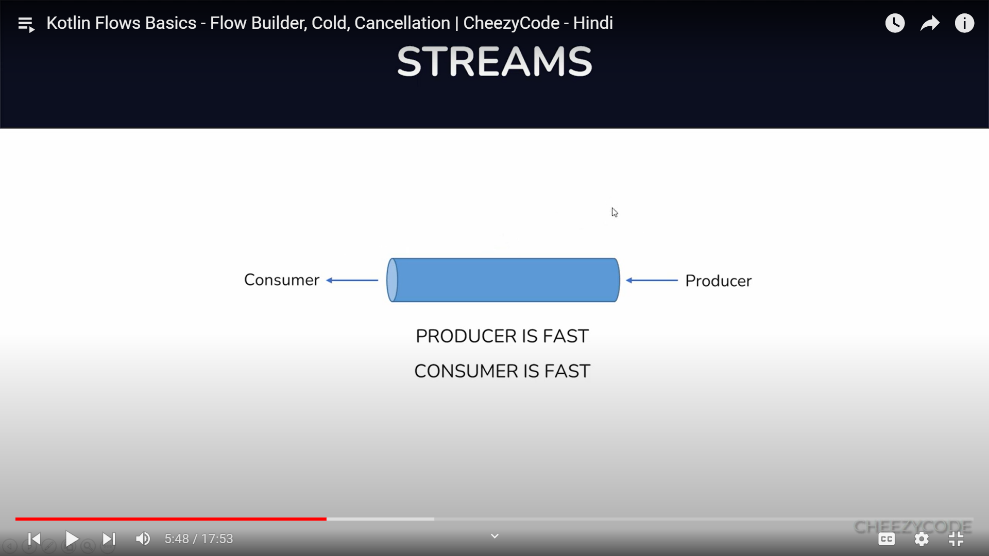 Kotlin Flows Basics - Flow Builder, Cold, Cancellation | CheezyCode - Hindi
STREAMS
Consumer
Producer
PRODUCER IS FAST
CONSUMER IS FAST
CHEEZYCODE
5:48 / 17:53
CC